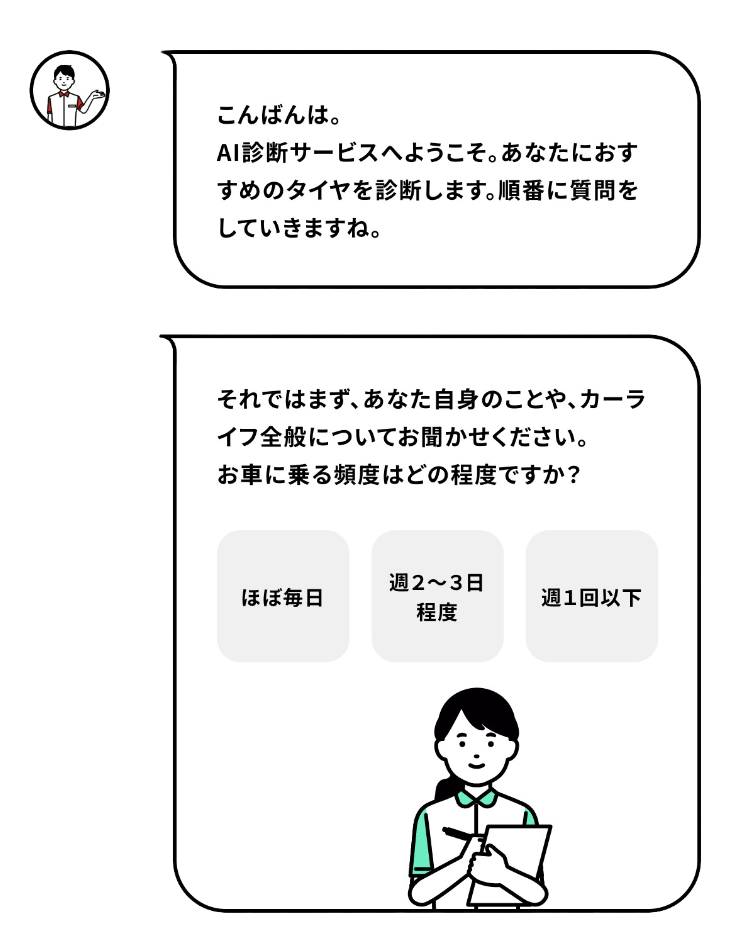 こんばんは。
AI診断サービスへようこそ。あなたにおす
すめのタイヤを診断します。順番に質問を
していきますね。
それではまず、あなた自身のことや、カーラ
イフ全般についてお聞かせください。
お車に乗る頻度はどの程度ですか？
ほぼ毎日
週２～３日
程度
週１回以下